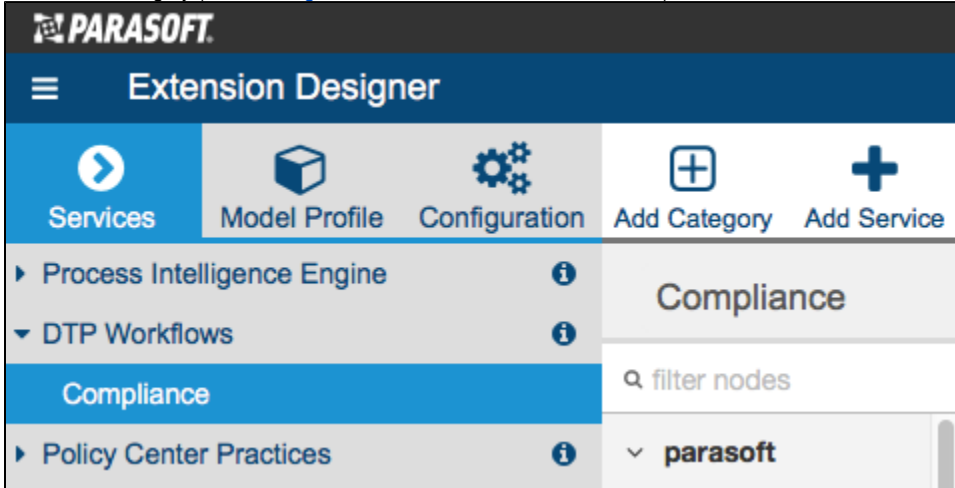 PARASOFT.
Extension Designer
Services
Model Profile
Configuration
Add Category
Add Service
Process Intelligence Engine
DTP Workflows
Compliance
Policy Center Practices
Compliance
filter nodes
parasoft